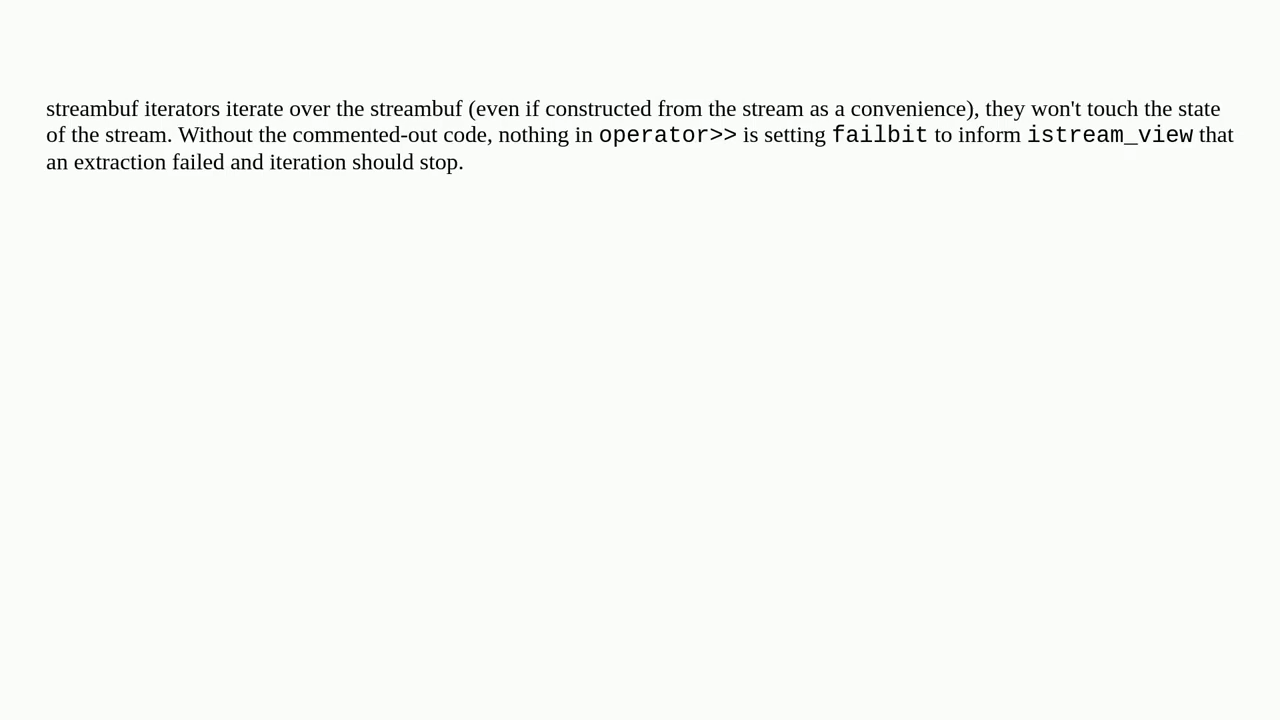 streambuf iterators iterate over the streambuf (even if constructed from the stream as a convenience), they won't touch the state
of the stream. Without the commented-out code, nothing in operator>> is setting failbit to inform istream_view that
an extraction failed and iteration should stop.